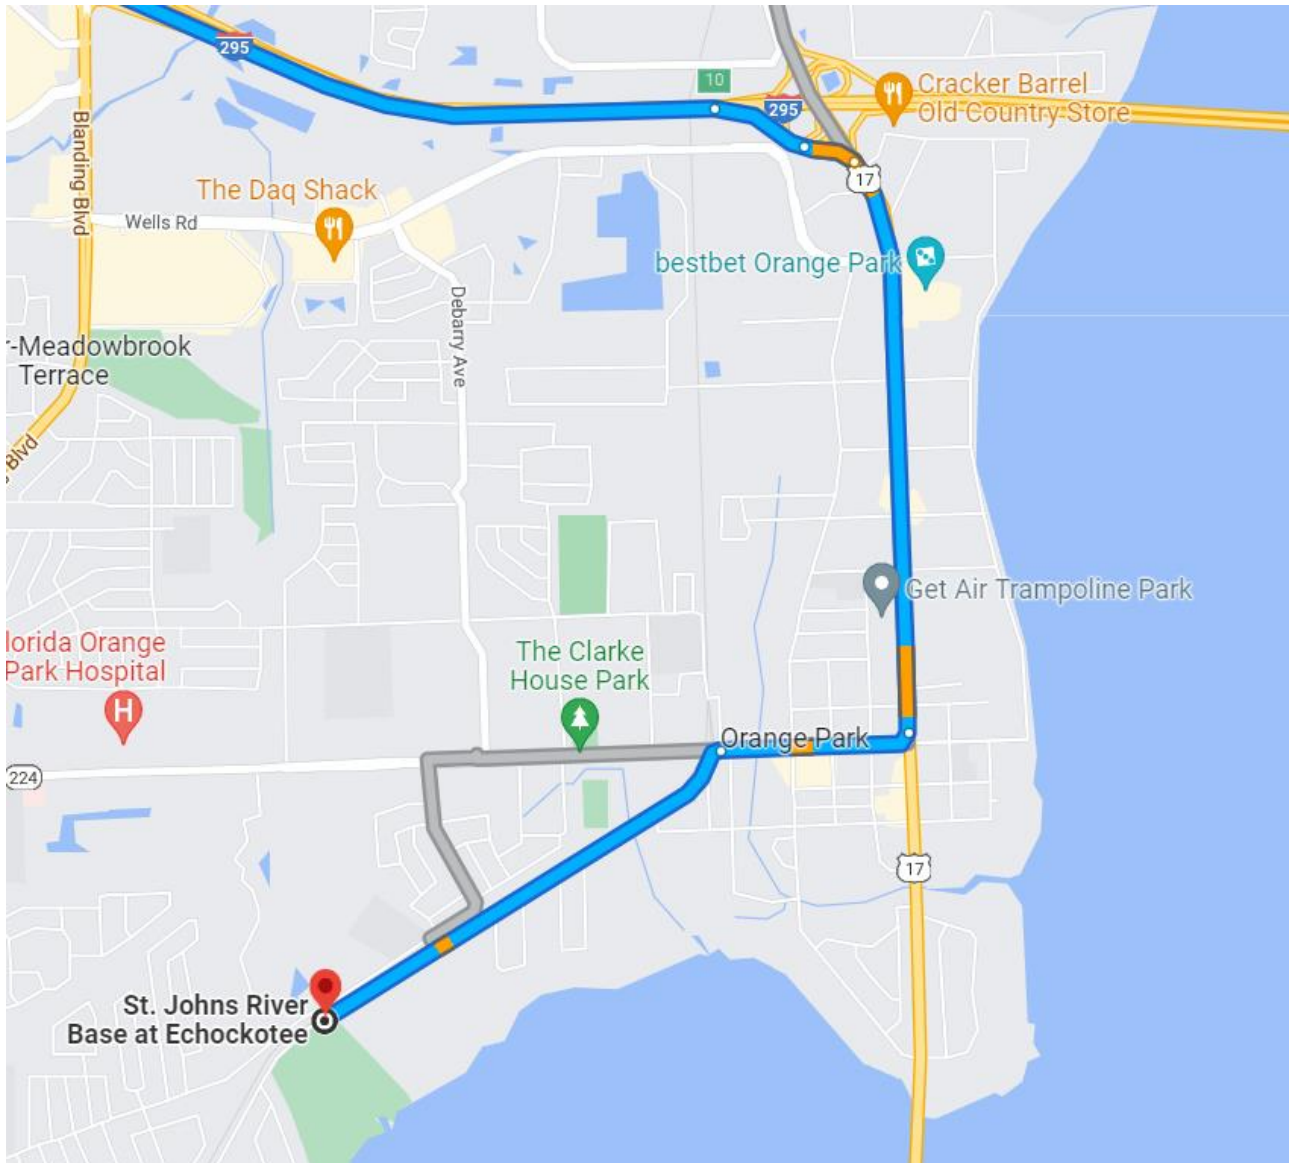 295
10
295
Cracker Barrel
Old Country Store
Blanding Blvd
17
The Daq Shack
Wells Rd
bestbet Orange Park
Debarry Ave
r-Meadowbrook
Terrace
Blvd
Get Air Trampoline Park
lorida Orange
Park Hospital
H
The Clarke
House Park
Orange Park
224
17
St. Johns River
Base at Echockotee